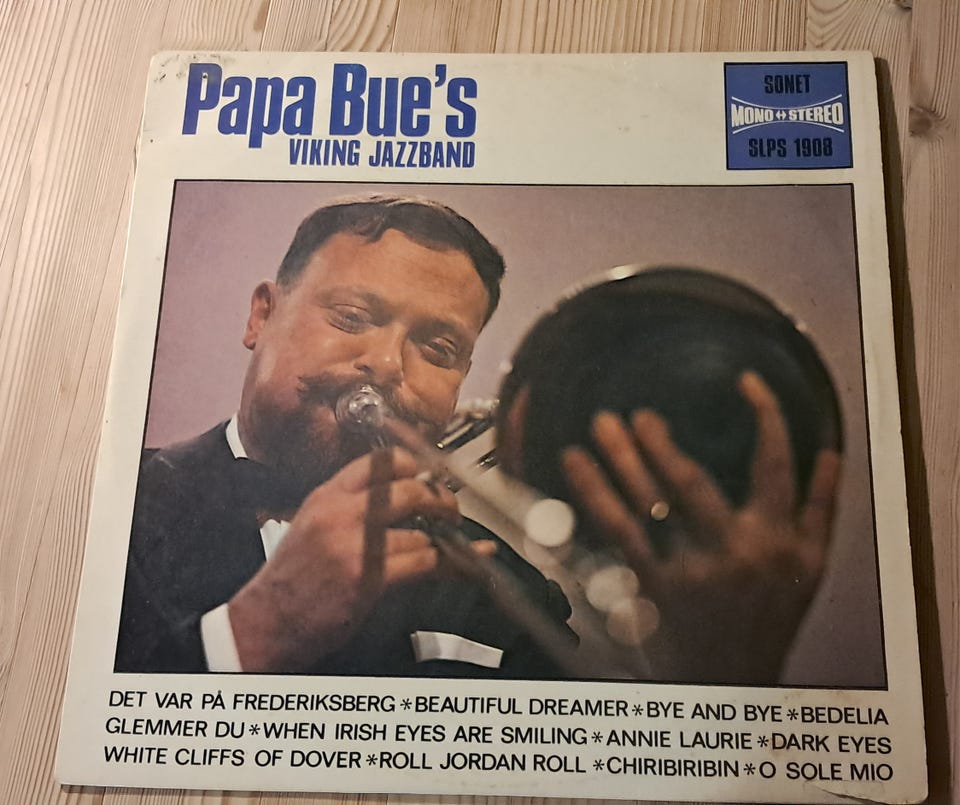 Papa Bue's
VIKING JAZZBAND
SONET
MONO ↔ STEREO
SLPS 1908
DET VAR PÅ FREDERIKSBERG * BEAUTIFUL DREAMER * BYE AND BYE * BEDELIA
GLEMMER DU * WHEN IRISH EYES ARE SMILING * ANNIE LAURIE * DARK EYES
WHITE CLIFFS OF DOVER * ROLL JORDAN ROLL * CHIRIBIRIBIN * O SOLE MIO